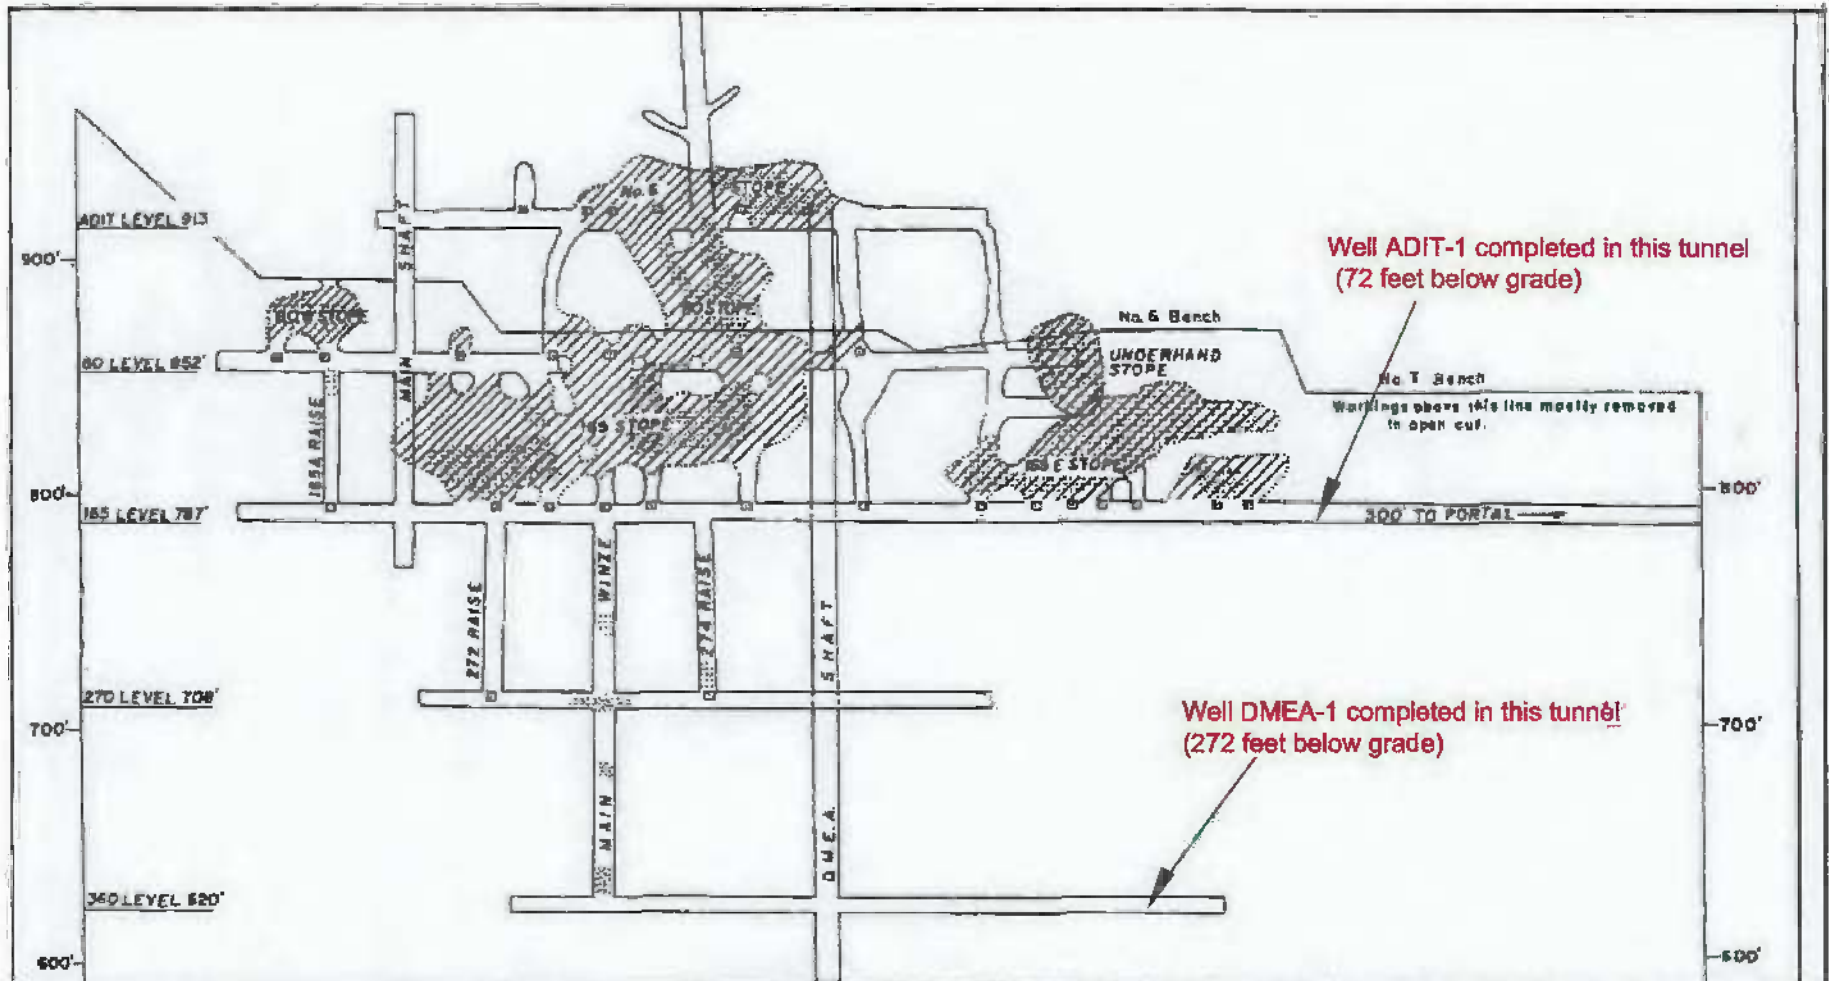 No. 6
STOPE
ADIT LEVEL 913
SHAFT
900'
900'
Well ADIT-1 completed in this tunnel
(72 feet below grade)
80W STOPE
80 STOPE
No. 6 Bench
80 LEVEL 852'
UNDERHAND
STOPE
MAIN
No. 7 Bench
Workings above this line mostly removed
in open cut.
165A RAISE
165 STOPE
165 E STOPE
800'
800'
165 LEVEL 787'
300' TO PORTAL
272 RAISE
WINZE
274 RAISE
SHAFT
270 LEVEL 708'
Well DMEA-1 completed in this tunnel
(272 feet below grade)
700'
700'
MAIN
D.M.E.A.
360 LEVEL 620'
600'
600'